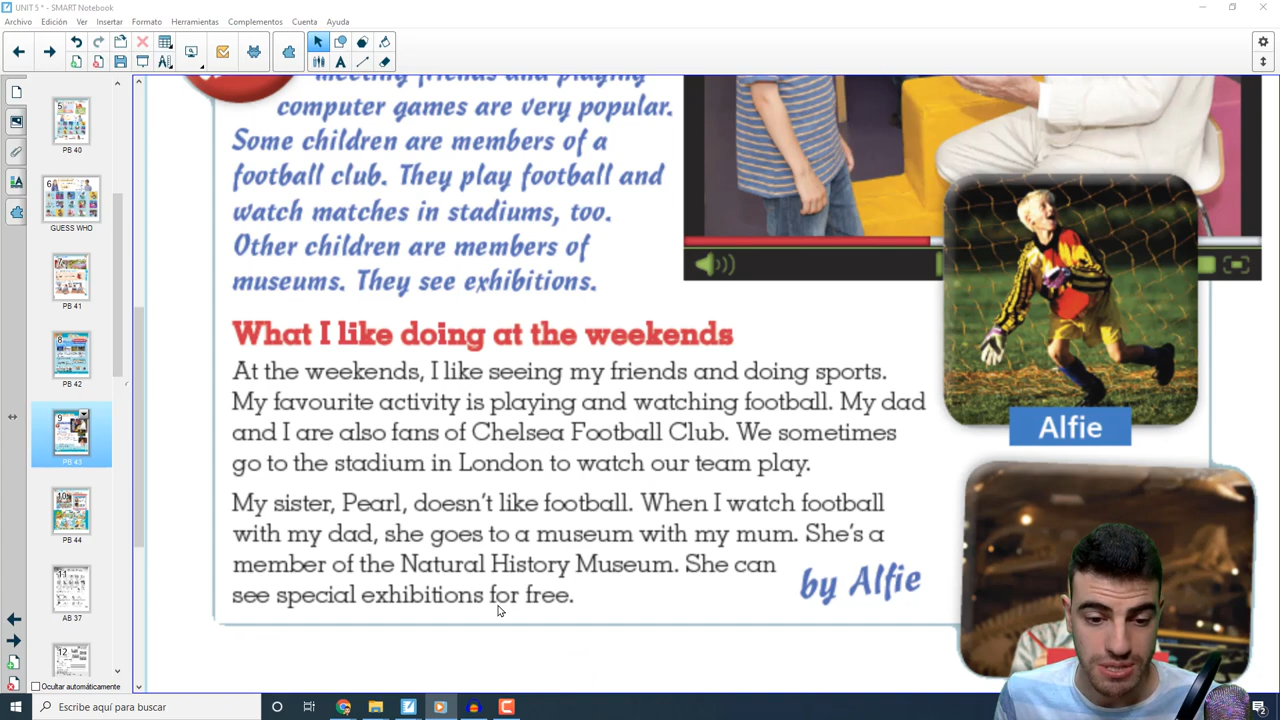 UNIT 5 * - SMART Notebook
Archivo Edición Ver Insertar Formato Herramientas Complementos Cuenta Ayuda
PB 40
GUESS WHO
PB 41
PB 42
PB 43
PB 44
AB 37
Ocultar automáticamente
meeting friends and playing
computer games are very popular.
Some children are members of a
football club. They play football and
watch matches in stadiums, too.
Other children are members of
museums. They see exhibitions.
What I like doing at the weekends
At the weekends, I like seeing my friends and doing sports.
My favourite activity is playing and watching football. My dad
and I are also fans of Chelsea Football Club. We sometimes
go to the stadium in London to watch our team play.
My sister, Pearl, doesn't like football. When I watch football
with my dad, she goes to a museum with my mum. She's a
member of the Natural History Museum. She can
see special exhibitions for free.
by Alfie
Alfie
Escribe aquí para buscar